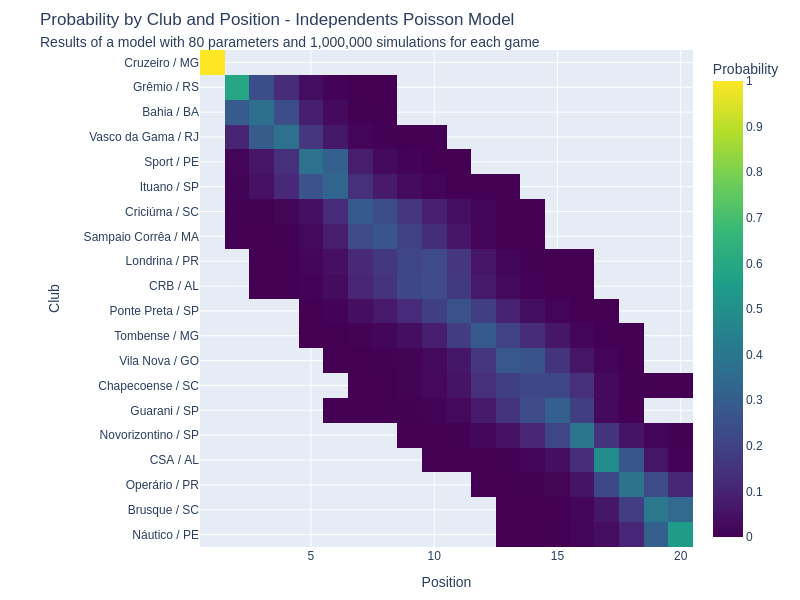 Probability by Club and Position - Independents Poisson Model
Results of a model with 80 parameters and 1,000,000 simulations for each game
Probability
Club
Cruzeiro / MG
Grêmio / RS
Bahia / BA
Vasco da Gama / RJ
Sport / PE
Ituano / SP
Criciúma / SC
Sampaio Corrêa / MA
Londrina / PR
CRB / AL
Ponte Preta / SP
Tombense / MG
Vila Nova / GO
Chapecoense / SC
Guarani / SP
Novorizontino / SP
CSA / AL
Operário / PR
Brusque / SC
Náutico / PE
1
0.9
0.8
0.7
0.6
0.5
0.4
0.3
0.2
0.1
0
5 10 15 20
Position